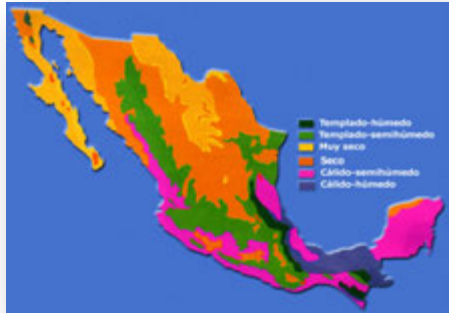 Templado-húmedo
Templado-semihúmedo
Muy seco
Seco
Cálido-semihúmedo
Cálido-húmedo